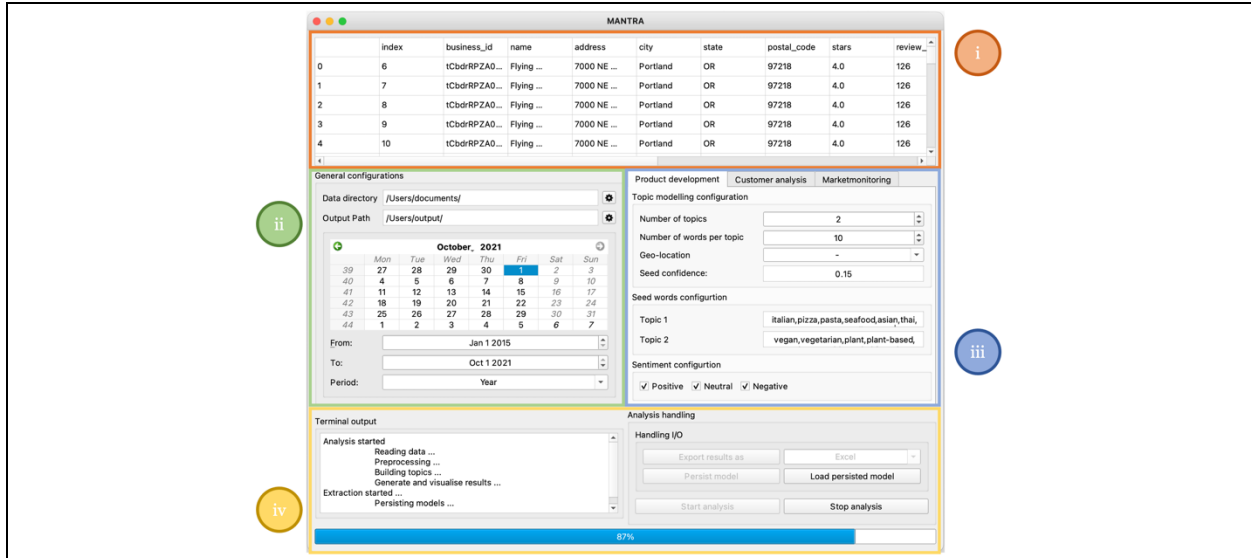 MANTRA
index business_id name address city state postal_code stars review_
0 6 tCbdrRPZA0... Flying ... 7000 NE ... Portland OR 97218 4.0 126
1 7 tCbdrRPZA0... Flying ... 7000 NE ... Portland OR 97218 4.0 126
2 8 tCbdrRPZA0... Flying ... 7000 NE ... Portland OR 97218 4.0 126
3 9 tCbdrRPZA0... Flying ... 7000 NE ... Portland OR 97218 4.0 126
4 10 tCbdrRPZA0... Flying ... 7000 NE ... Portland OR 97218 4.0 126
i
General configurations
Data directory /Users/documents/
Output Path /Users/output/
ii
October, 2021
Mon Tue Wed Thu Fri Sat Sun
39 27 28 29 30 1 2 3
40 4 5 6 7 8 9 10
41 11 12 13 14 15 16 17
42 18 19 20 21 22 23 24
43 25 26 27 28 29 30 31
44 1 2 3 4 5 6 7
From: Jan 1 2015
To: Oct 1 2021
Period: Year
Product development Customer analysis Marketmonitoring
Topic modelling configuration
Number of topics 2
Number of words per topic 10
Geo-location -
Seed confidence: 0.15
Seed words configurtion
Topic 1 italian,pizza,pasta,seafood,asian,thai,
Topic 2 vegan,vegetarian,plant,plant-based,
iii
Sentiment configurtion
Positive Neutral Negative
Terminal output
Analysis started
Reading data ...
Preprocessing ...
Building topics ...
Generate and visualise results ...
Extraction started ...
Persisting models ...
iv
Analysis handling
Handling I/O
Export results as Excel
Persist model Load persisted model
Start analysis Stop analysis
87%